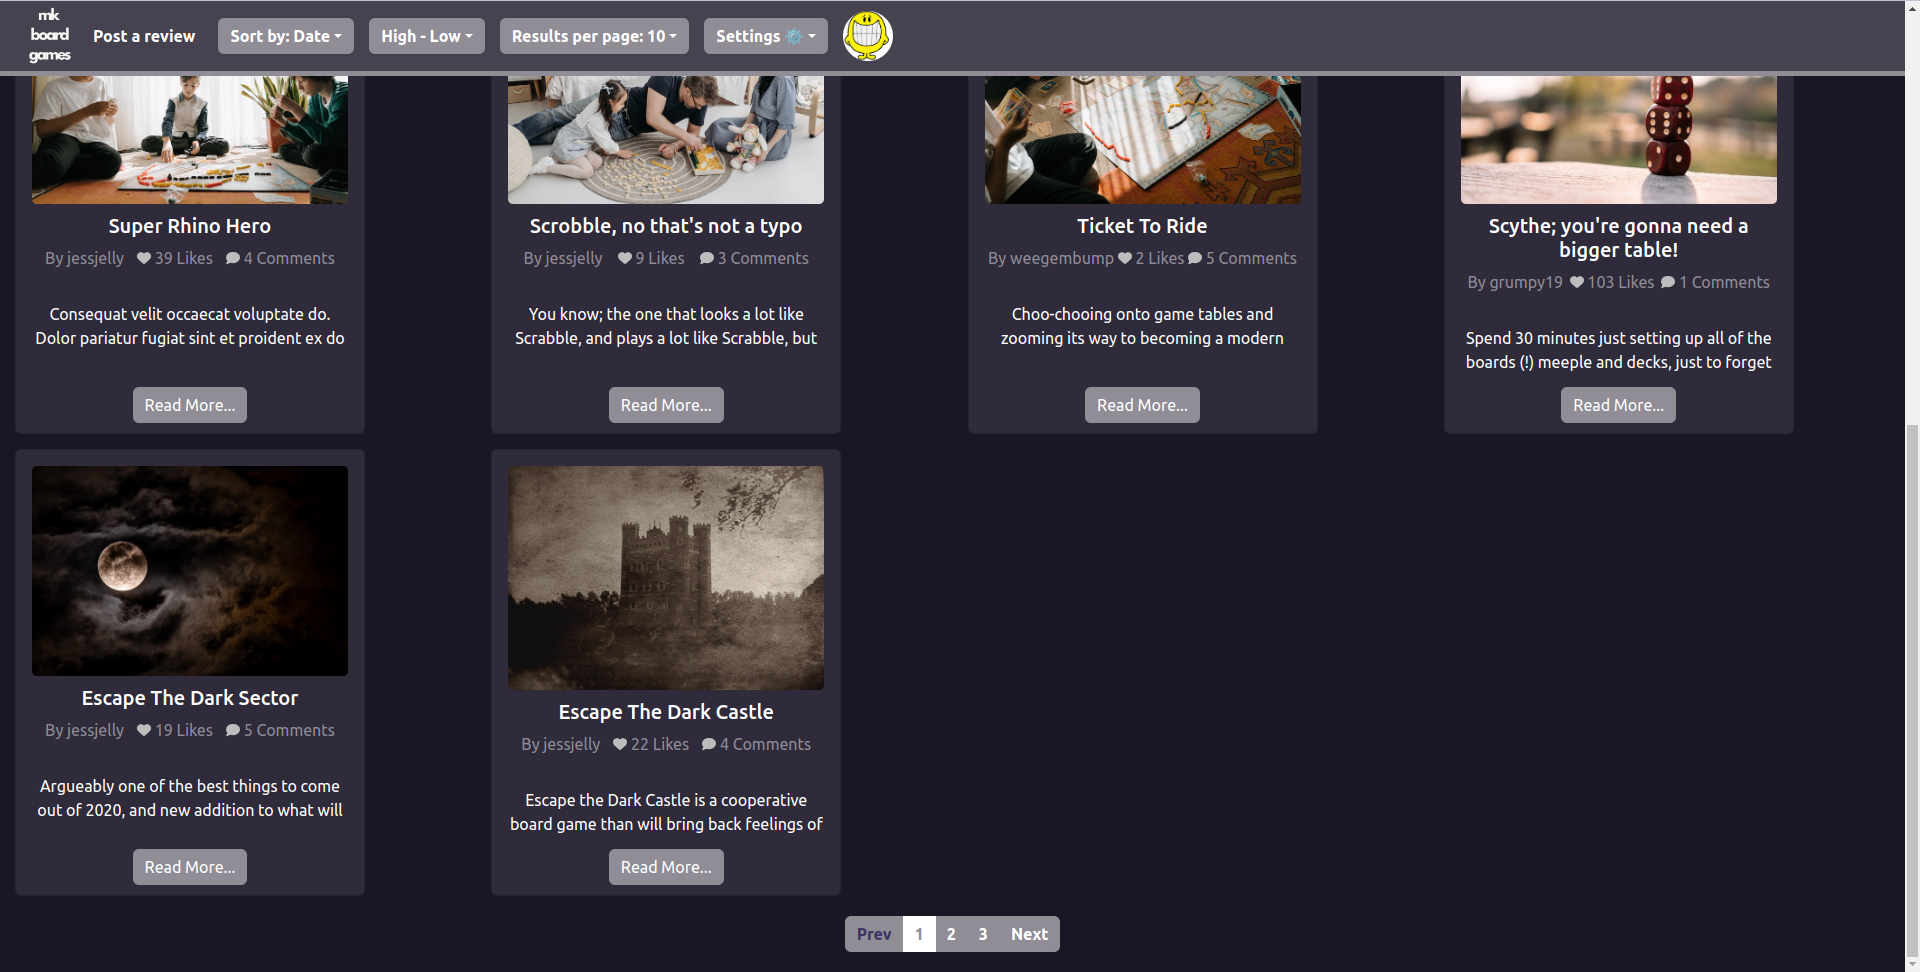 mk
board
games
Post a review
Sort by: Date
High - Low
Results per page: 10
Settings ⚙️
Super Rhino Hero
By jessjelly 39 Likes 4 Comments
Consequat velit occaecat voluptate do.
Dolor pariatur fugiat sint et proident ex do
Read More...
Scrobble, no that's not a typo
By jessjelly 9 Likes 3 Comments
You know; the one that looks a lot like
Scrabble, and plays a lot like Scrabble, but
Read More...
Ticket To Ride
By weegembump 2 Likes 5 Comments
Choo-chooing onto game tables and
zooming its way to becoming a modern
Read More...
Scythe; you're gonna need a
bigger table!
By grumpy19 103 Likes 1 Comments
Spend 30 minutes just setting up all of the
boards (!) meeple and decks, just to forget
Read More...
Escape The Dark Sector
By jessjelly 19 Likes 5 Comments
Argueably one of the best things to come
out of 2020, and new addition to what will
Read More...
Escape The Dark Castle
By jessjelly 22 Likes 4 Comments
Escape the Dark Castle is a cooperative
board game than will bring back feelings of
Read More...
Prev 1 2 3 Next